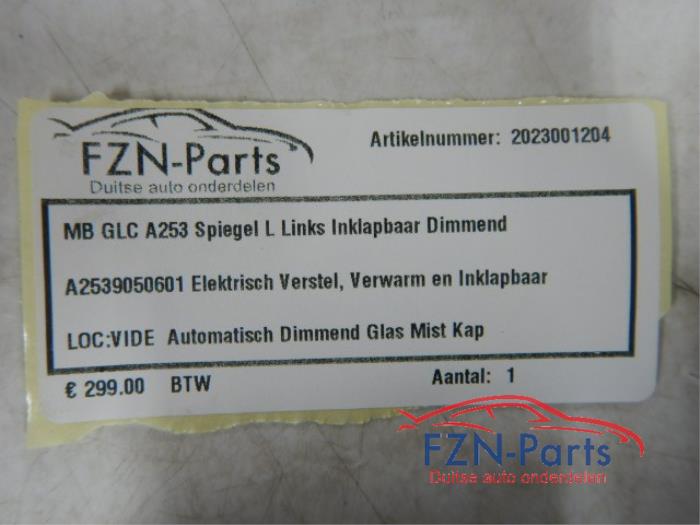 FZN-Parts
Duitse auto onderdelen
Artikelnummer: 2023001204
MB GLC A253 Spiegel L Links Inklapbaar Dimmend
A2539050601 Elektrisch Verstel, Verwarm en Inklapbaar
LOC:VIDE Automatisch Dimmend Glas Mist Kap
€ 299.00 BTW
Aantal: 1
FZN-Parts
Duitse auto onderdelen